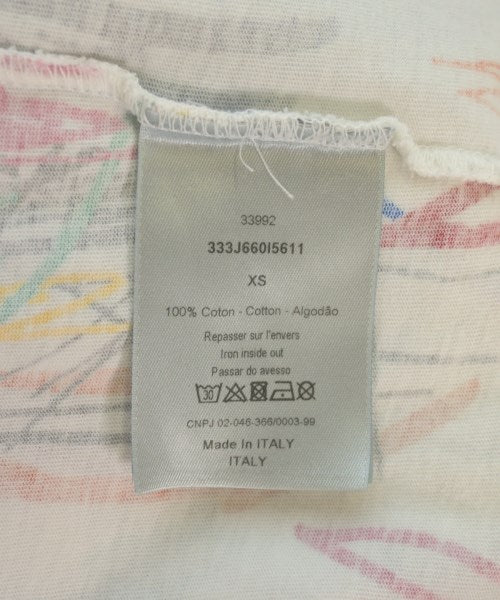 33992
333J660I5611
XS
100% Coton - Cotton - Algodão
Repasser sur l'envers
Iron inside out
Passar do avesso
30
CNPJ 02-046-366/0003-99
Made In ITALY
ITALY